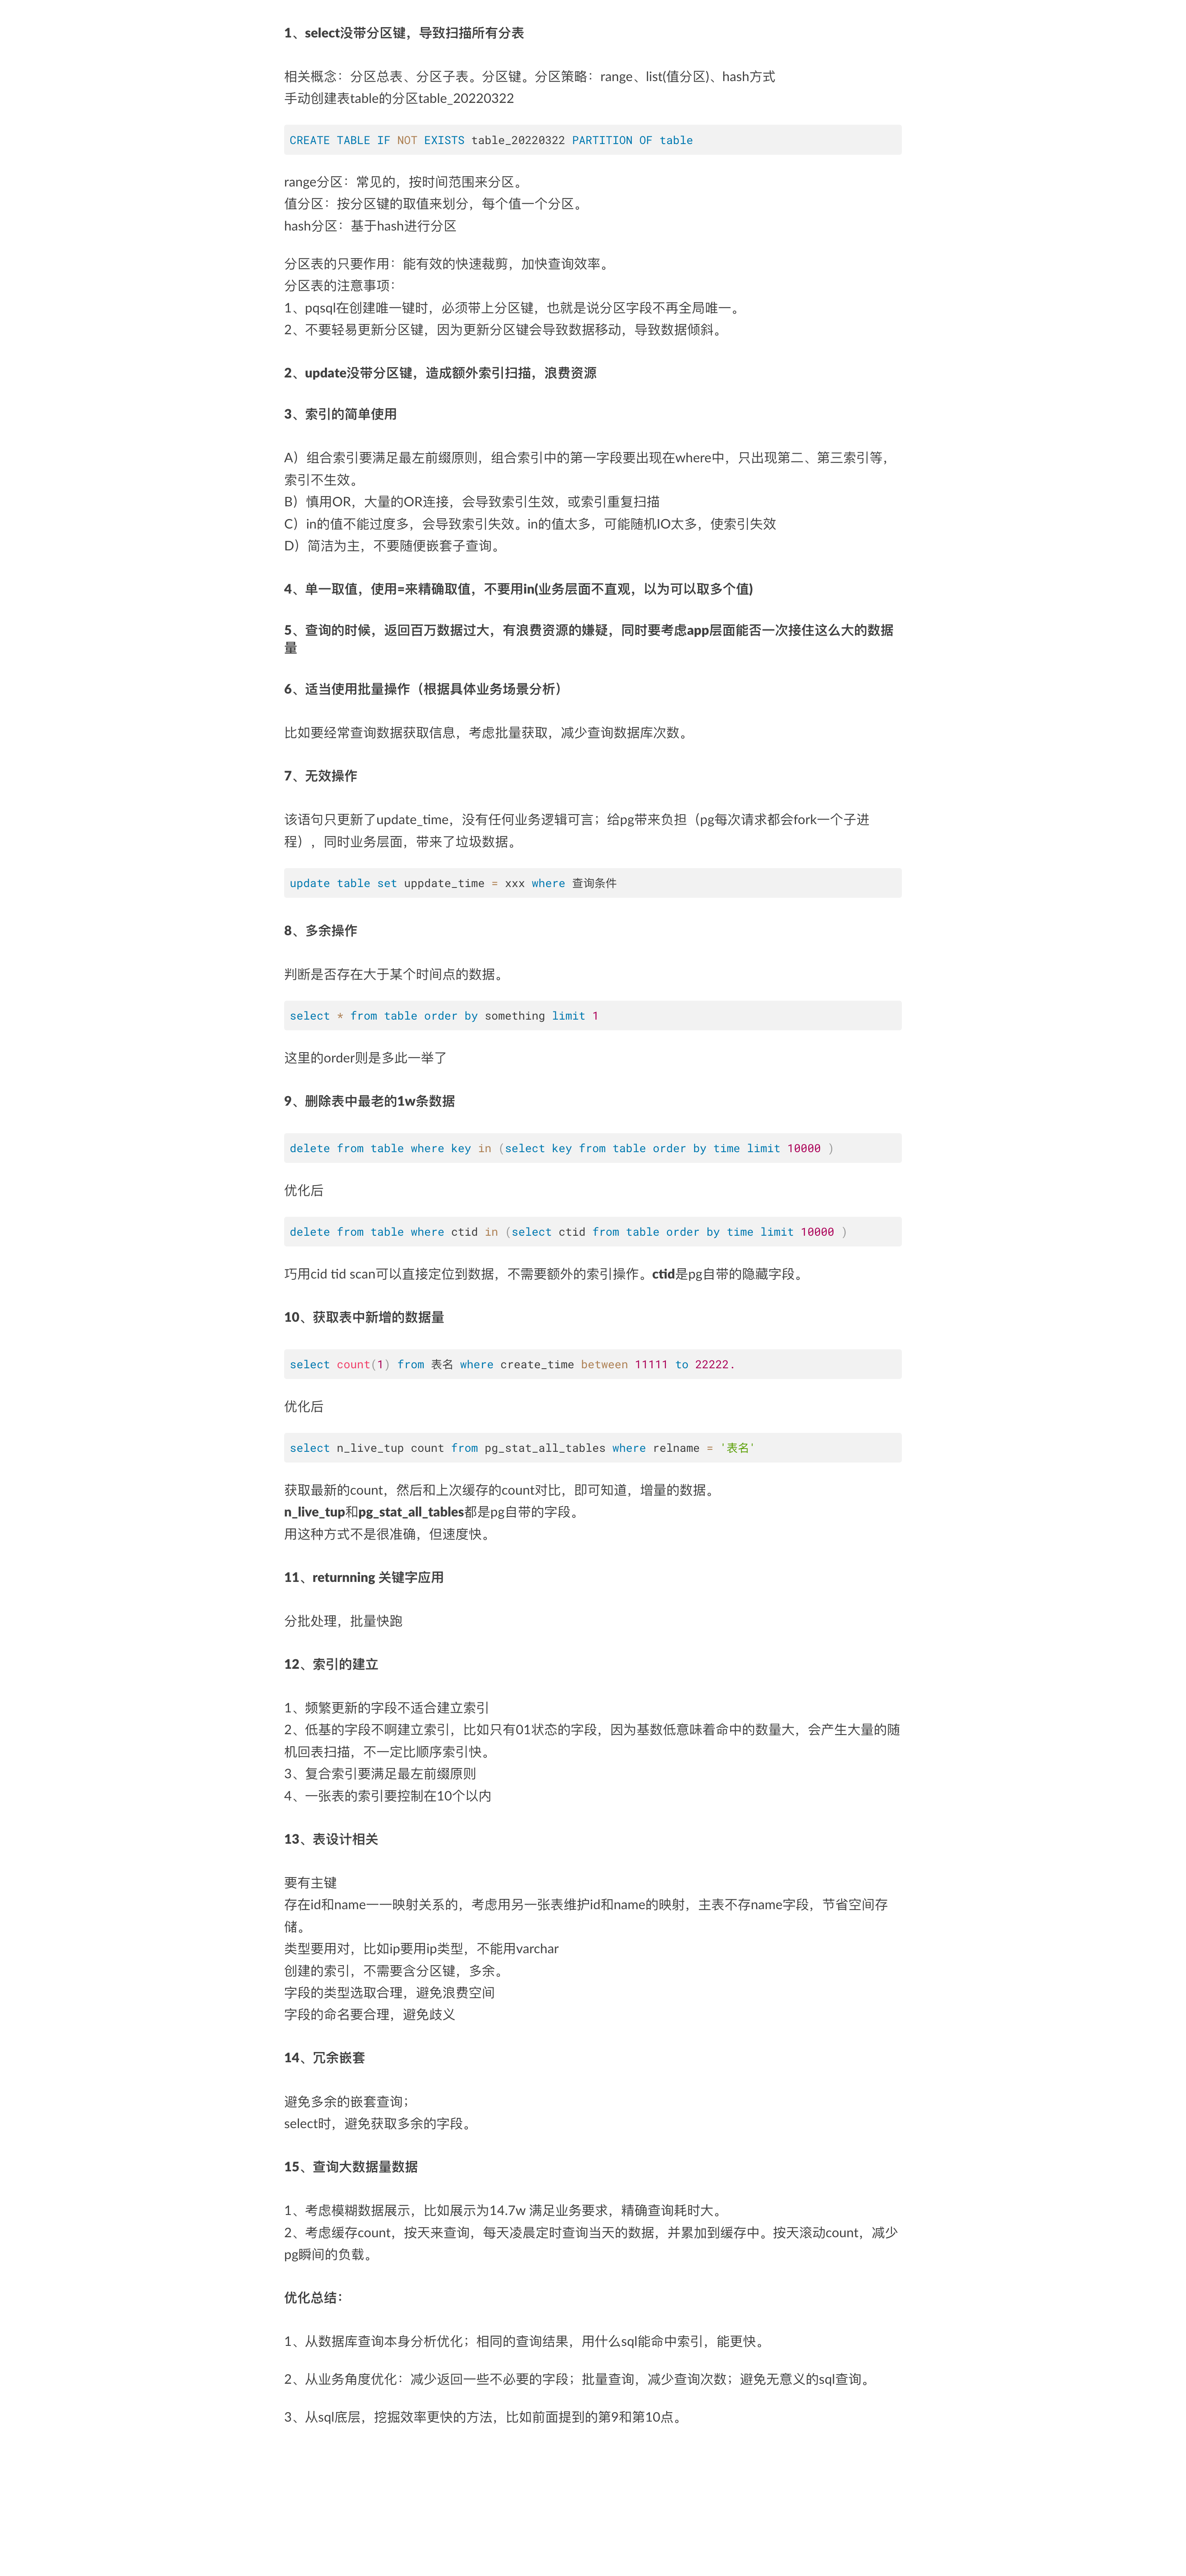 1、select没带分区键，导致扫描所有分表
相关概念：分区总表、分区子表。分区键。分区策略：range、list(值分区)、hash方式
手动创建表table的分区table_20220322
CREATE TABLE IF NOT EXISTS table_20220322 PARTITION OF table
range分区：常见的，按时间范围来分区。
值分区：按分区键的取值来划分，每个值一个分区。
hash分区：基于hash进行分区
分区表的只要作用：能有效的快速裁剪，加快查询效率。
分区表的注意事项：
1、pqsql在创建唯一键时，必须带上分区键，也就是说分区字段不再全局唯一。
2、不要轻易更新分区键，因为更新分区键会导致数据移动，导致数据倾斜。
2、update没带分区键，造成额外索引扫描，浪费资源
3、索引的简单使用
A）组合索引要满足最左前缀原则，组合索引中的第一字段要出现在where中，只出现第二、第三索引等，
索引不生效。
B）慎用OR，大量的OR连接，会导致索引生效，或索引重复扫描
C）in的值不能过度多，会导致索引失效。in的值太多，可能随机IO太多，使索引失效
D）简洁为主，不要随便嵌套子查询。
4、单一取值，使用=来精确取值，不要用in(业务层面不直观，以为可以取多个值)
5、查询的时候，返回百万数据过大，有浪费资源的嫌疑，同时要考虑app层面能否一次接住这么大的数据
量
6、适当使用批量操作（根据具体业务场景分析）
比如要经常查询数据获取信息，考虑批量获取，减少查询数据库次数。
7、无效操作
该语句只更新了update_time，没有任何业务逻辑可言；给pg带来负担（pg每次请求都会fork一个子进
程），同时业务层面，带来了垃圾数据。
update table set uppdate_time = xxx where 查询条件
8、多余操作
判断是否存在大于某个时间点的数据。
select * from table order by something limit 1
这里的order则是多此一举了
9、删除表中最老的1w条数据
delete from table where key in (select key from table order by time limit 10000 )
优化后
delete from table where ctid in (select ctid from table order by time limit 10000 )
巧用cid tid scan可以直接定位到数据，不需要额外的索引操作。ctid是pg自带的隐藏字段。
10、获取表中新增的数据量
select count(1) from 表名 where create_time between 11111 to 22222.
优化后
select n_live_tup count from pg_stat_all_tables where relname = '表名'
获取最新的count，然后和上次缓存的count对比，即可知道，增量的数据。
n_live_tup和pg_stat_all_tables都是pg自带的字段。
用这种方式不是很准确，但速度快。
11、returnning 关键字应用
分批处理，批量快跑
12、索引的建立
1、频繁更新的字段不适合建立索引
2、低基的字段不啊建立索引，比如只有01状态的字段，因为基数低意味着命中的数量大，会产生大量的随
机回表扫描，不一定比顺序索引快。
3、复合索引要满足最左前缀原则
4、一张表的索引要控制在10个以内
13、表设计相关
要有主键
存在id和name一一映射关系的，考虑用另一张表维护id和name的映射，主表不存name字段，节省空间存
储。
类型要用对，比如ip要用ip类型，不能用varchar
创建的索引，不需要含分区键，多余。
字段的类型选取合理，避免浪费空间
字段的命名要合理，避免歧义
14、冗余嵌套
避免多余的嵌套查询；
select时，避免获取多余的字段。
15、查询大数据量数据
1、考虑模糊数据展示，比如展示为14.7w 满足业务要求，精确查询耗时大。
2、考虑缓存count，按天来查询，每天凌晨定时查询当天的数据，并累加到缓存中。按天滚动count，减少
pg瞬间的负载。
优化总结：
1、从数据库查询本身分析优化；相同的查询结果，用什么sql能命中索引，能更快。
2、从业务角度优化：减少返回一些不必要的字段；批量查询，减少查询次数；避免无意义的sql查询。
3、从sql底层，挖掘效率更快的方法，比如前面提到的第9和第10点。